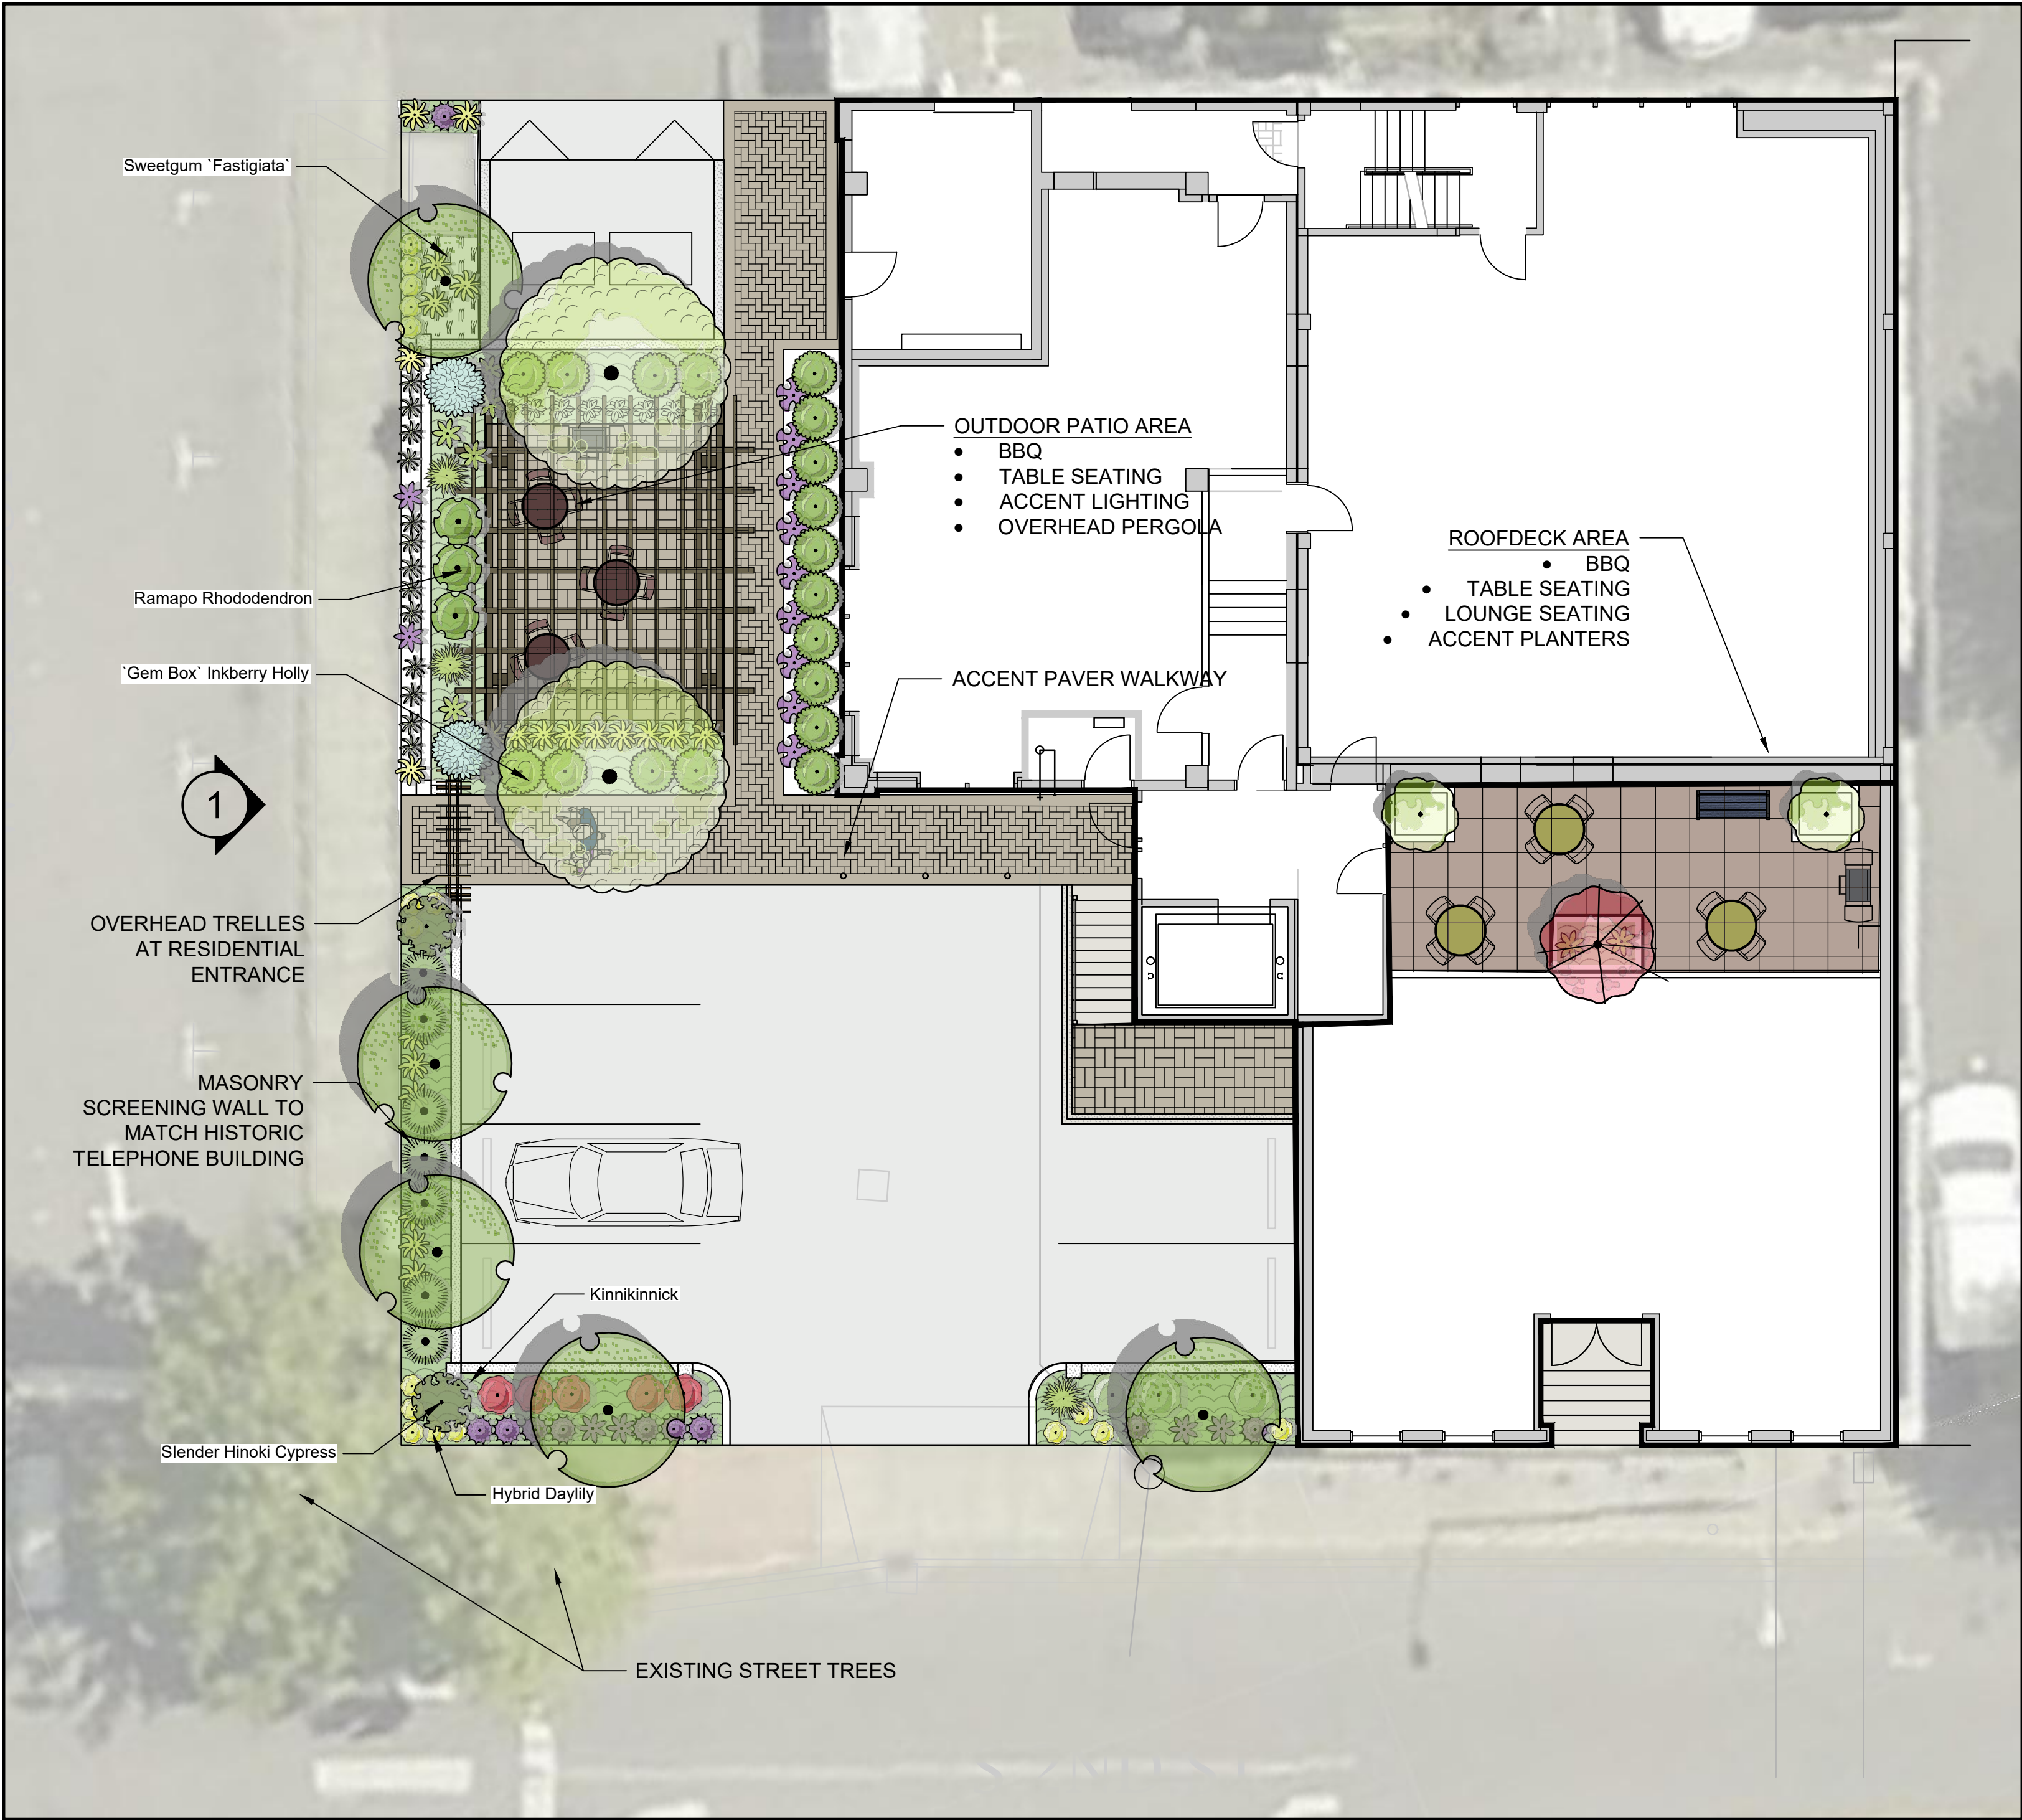 Sweetgum `Fastigiata`
OUTDOOR PATIO AREA
• BBQ
• TABLE SEATING
• ACCENT LIGHTING
• OVERHEAD PERGOLA
ROOFDECK AREA
• BBQ
• TABLE SEATING
• LOUNGE SEATING
• ACCENT PLANTERS
Ramapo Rhododendron
`Gem Box` Inkberry Holly
ACCENT PAVER WALKWAY
1
OVERHEAD TRELLES
AT RESIDENTIAL
ENTRANCE
MASONRY
SCREENING WALL TO
MATCH HISTORIC
TELEPHONE BUILDING
Kinnikinnick
Slender Hinoki Cypress
Hybrid Daylily
EXISTING STREET TREES